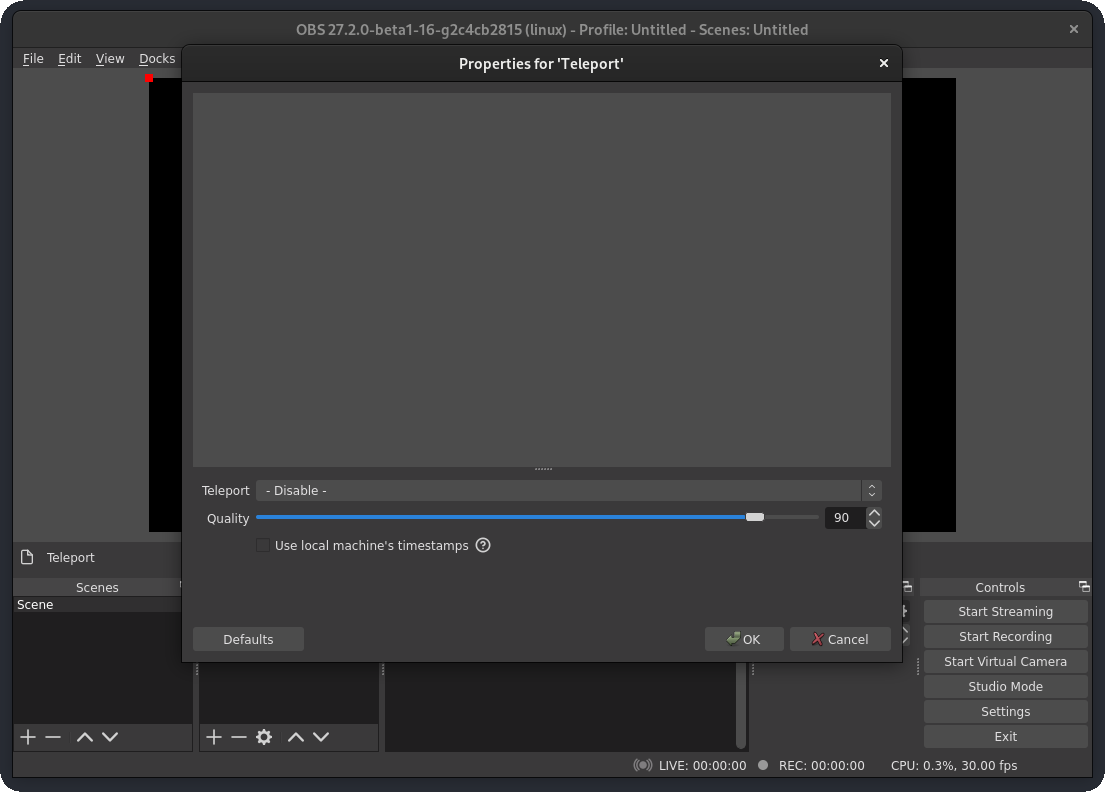 OBS 27.2.0-beta1-16-g2c4cb2815 (linux) - Profile: Untitled - Scenes: Untitled
File Edit View Docks
Properties for 'Teleport'
Teleport - Disable -
Quality 90
Use local machine's timestamps ?
Defaults OK Cancel
Teleport
Scenes Controls
Scene
Start Streaming
Start Recording
Start Virtual Camera
Studio Mode
Settings
Exit
LIVE: 00:00:00 REC: 00:00:00 CPU: 0.3%, 30.00 fps